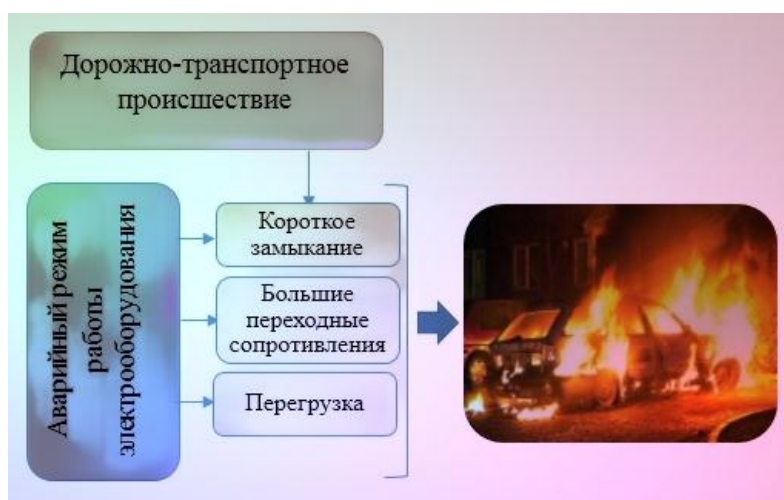 Дорожно-транспортное
происшествие
Аварийный режим
работы
электрооборудования
Короткое
замыкание
Большие
переходные
сопротивления
Перегрузка